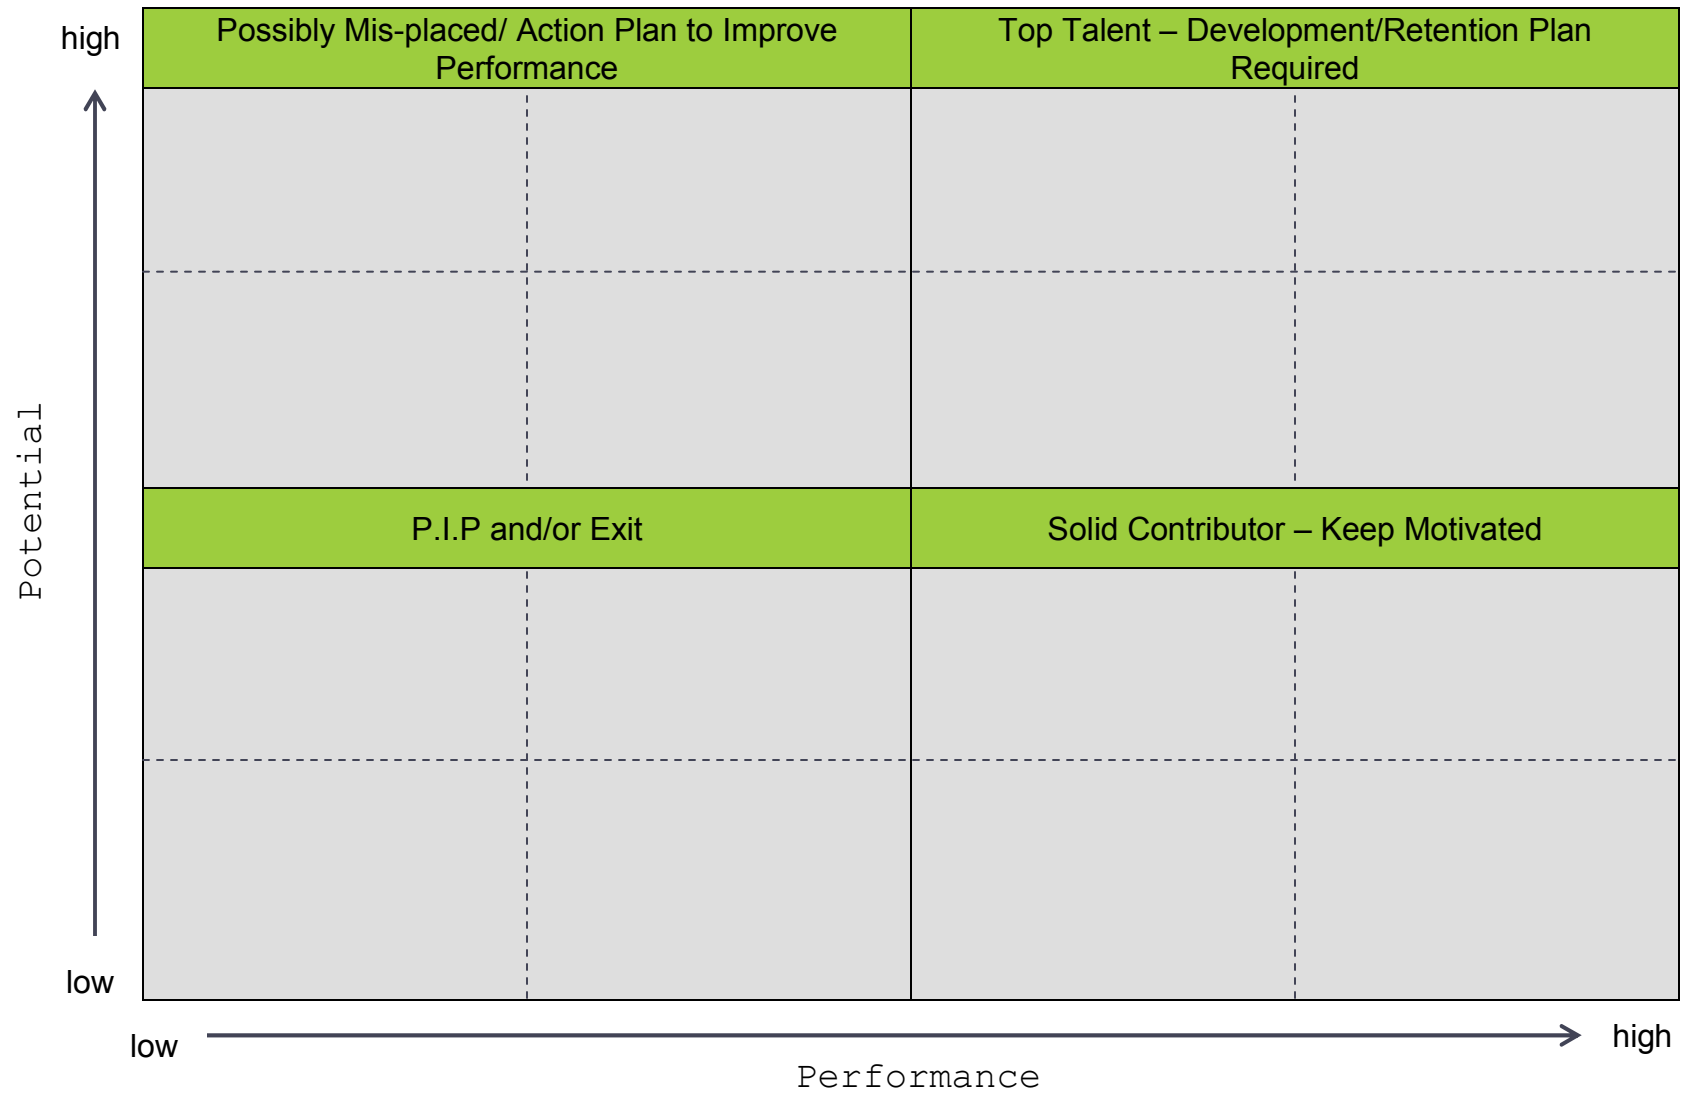 high
Possibly Mis-placed/ Action Plan to Improve
Performance
Top Talent – Development/Retention Plan
Required
Potential
P.I.P and/or Exit
Solid Contributor – Keep Motivated
low
low
high
Performance